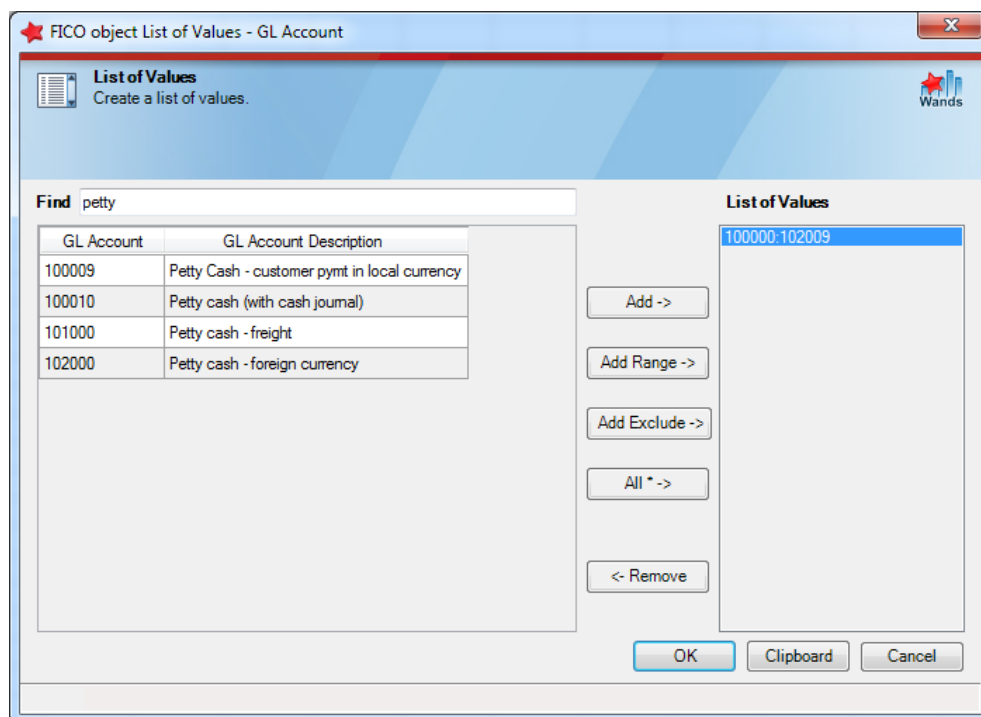 FICO object List of Values - GL Account
List of Values
Create a list of values.
Wands
Find petty
List of Values
GL Account GL Account Description
100009 Petty Cash - customer pymt in local currency
100010 Petty cash (with cash journal)
101000 Petty cash - freight
102000 Petty cash - foreign currency
Add ->
Add Range ->
Add Exclude ->
All * ->
<- Remove
100000:102009
OK Clipboard Cancel